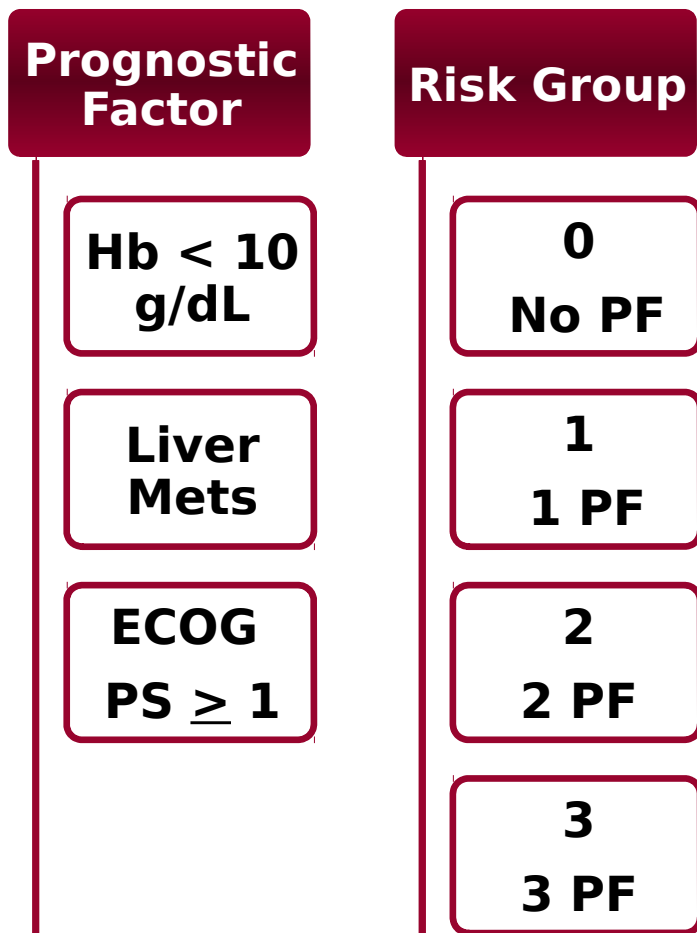 Prognostic
Factor
Hb < 10
g/dL
Liver
Mets
ECOG
PS ≥ 1
Risk Group
0
No PF
1
1 PF
2
2 PF
3
3 PF